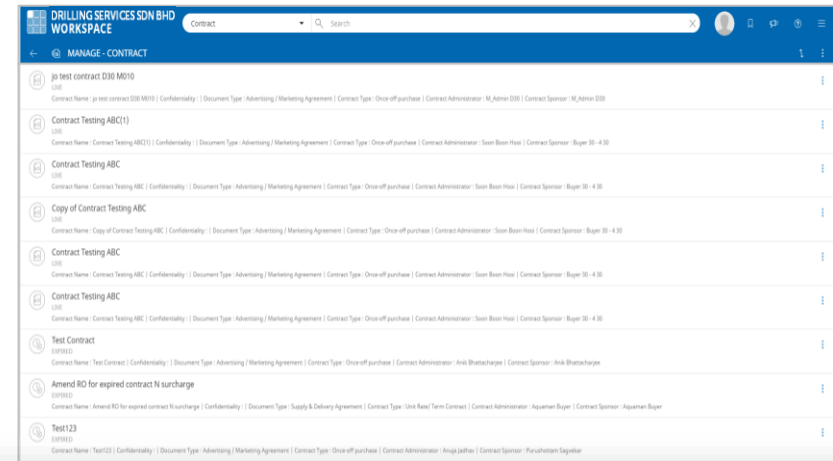 DRILLING SERVICES SDN BHD
WORKSPACE
Contract
Search
MANAGE - CONTRACT
jo test contract D30 M010
LIVE
Contract Name : jo test contract D30 M010 | Confidentiality : | Document Type : Advertising / Marketing Agreement | Contract Type : Once-off purchase | Contract Administrator : M_Admin D30 | Contract Sponsor : M_Admin D30
Contract Testing ABC(1)
LIVE
Contract Name : Contract Testing ABC(1) | Confidentiality : | Document Type : Advertising / Marketing Agreement | Contract Type : Once-off purchase | Contract Administrator : Soon Boon Hooi | Contract Sponsor : Buyer 30 - 4 30
Contract Testing ABC
LIVE
Contract Name : Contract Testing ABC | Confidentiality : | Document Type : Advertising / Marketing Agreement | Contract Type : Once-off purchase | Contract Administrator : Soon Boon Hooi | Contract Sponsor : Buyer 30 - 4 30
Copy of Contract Testing ABC
LIVE
Contract Name : Copy of Contract Testing ABC | Confidentiality : | Document Type : Advertising / Marketing Agreement | Contract Type : Once-off purchase | Contract Administrator : Soon Boon Hooi | Contract Sponsor : Buyer 30 - 4 30
Contract Testing ABC
LIVE
Contract Name : Contract Testing ABC | Confidentiality : | Document Type : Advertising / Marketing Agreement | Contract Type : Once-off purchase | Contract Administrator : Soon Boon Hooi | Contract Sponsor : Buyer 30 - 4 30
Contract Testing ABC
LIVE
Contract Name : Contract Testing ABC | Confidentiality : | Document Type : Advertising / Marketing Agreement | Contract Type : Once-off purchase | Contract Administrator : Soon Boon Hooi | Contract Sponsor : Buyer 30 - 4 30
Test Contract
EXPIRED
Contract Name : Test Contract | Confidentiality : | Document Type : Advertising / Marketing Agreement | Contract Type : Once-off purchase | Contract Administrator : Anik Bhattacharjee | Contract Sponsor : Anik Bhattacharjee
Amend RO for expired contract N surcharge
EXPIRED
Contract Name : Amend RO for expired contract N surcharge | Confidentiality : | Document Type : Supply & Delivery Agreement | Contract Type : Unit Rate/ Term Contract | Contract Administrator : Aquaman Buyer | Contract Sponsor : Aquaman Buyer
Test123
EXPIRED
Contract Name : Test123 | Confidentiality : | Document Type : Advertising / Marketing Agreement | Contract Type : Once-off purchase | Contract Administrator : Anuja Jadhav | Contract Sponsor : Purushottam Sagvekar